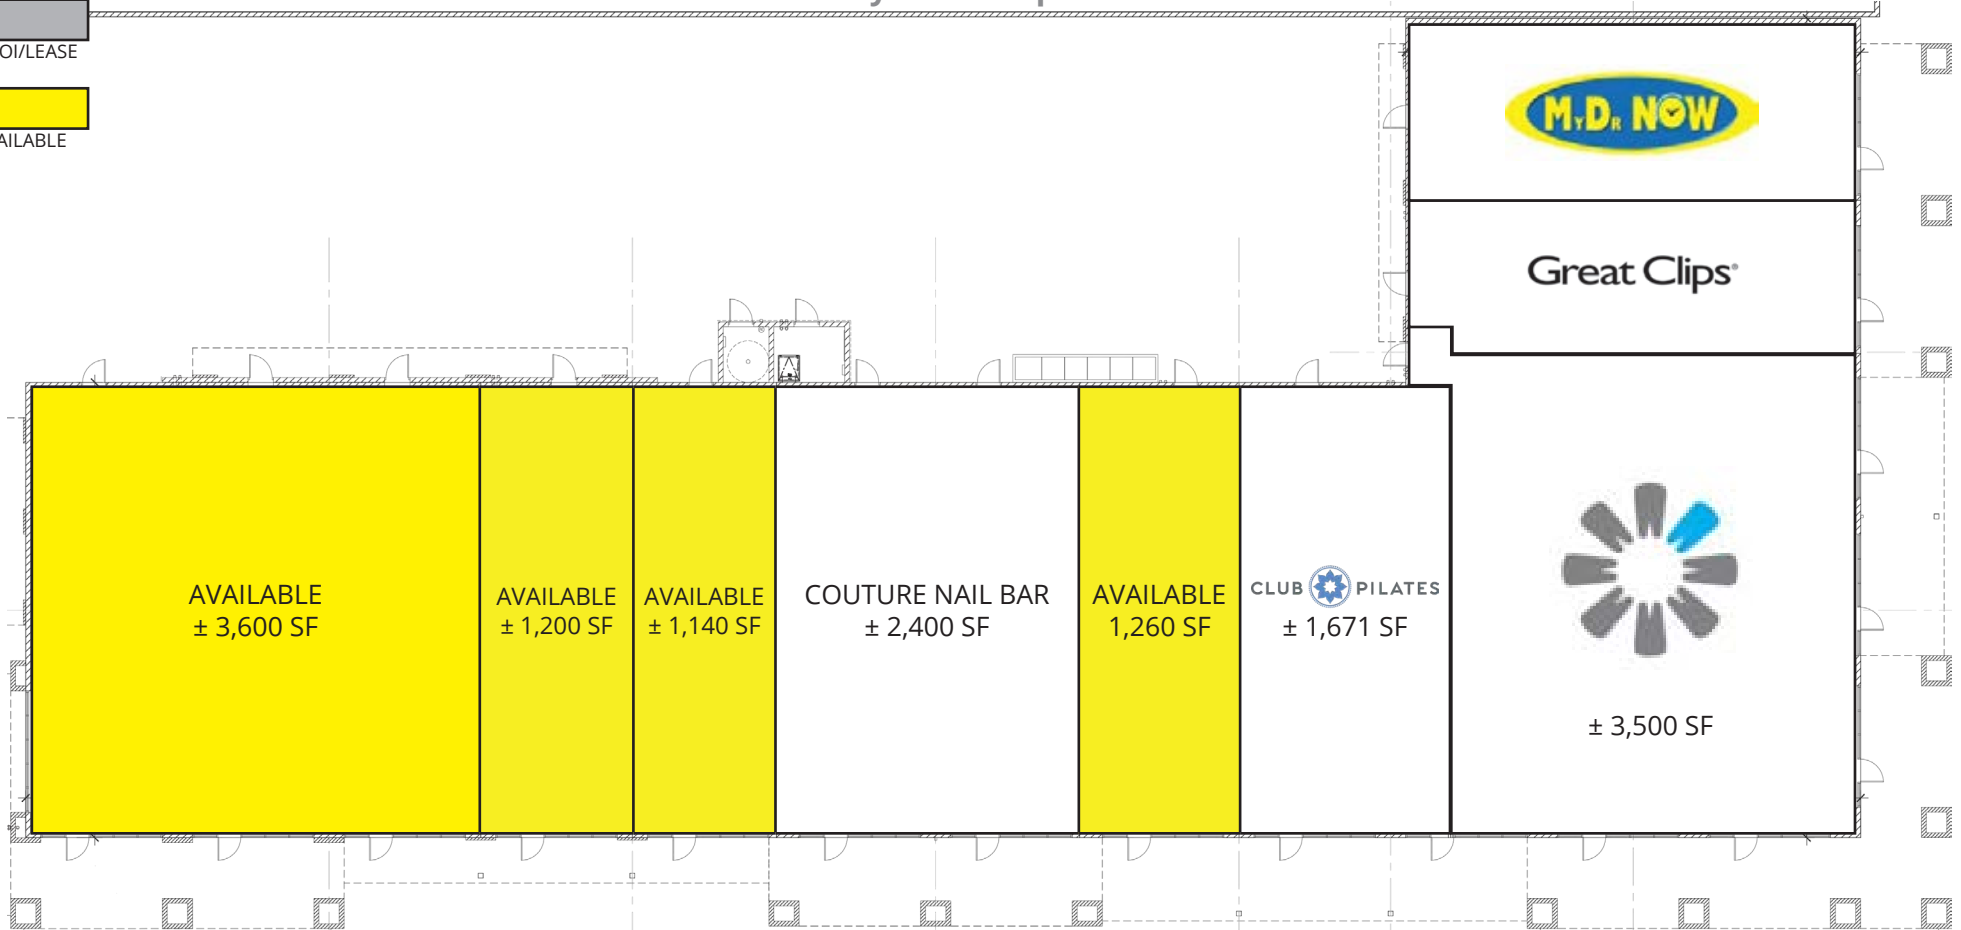 OI/LEASE
AILABLE
MYDR NOW
Great Clips®
AVAILABLE
± 3,600 SF
AVAILABLE
± 1,200 SF
AVAILABLE
± 1,140 SF
COUTURE NAIL BAR
± 2,400 SF
AVAILABLE
1,260 SF
CLUB PILATES
± 1,671 SF
± 3,500 SF